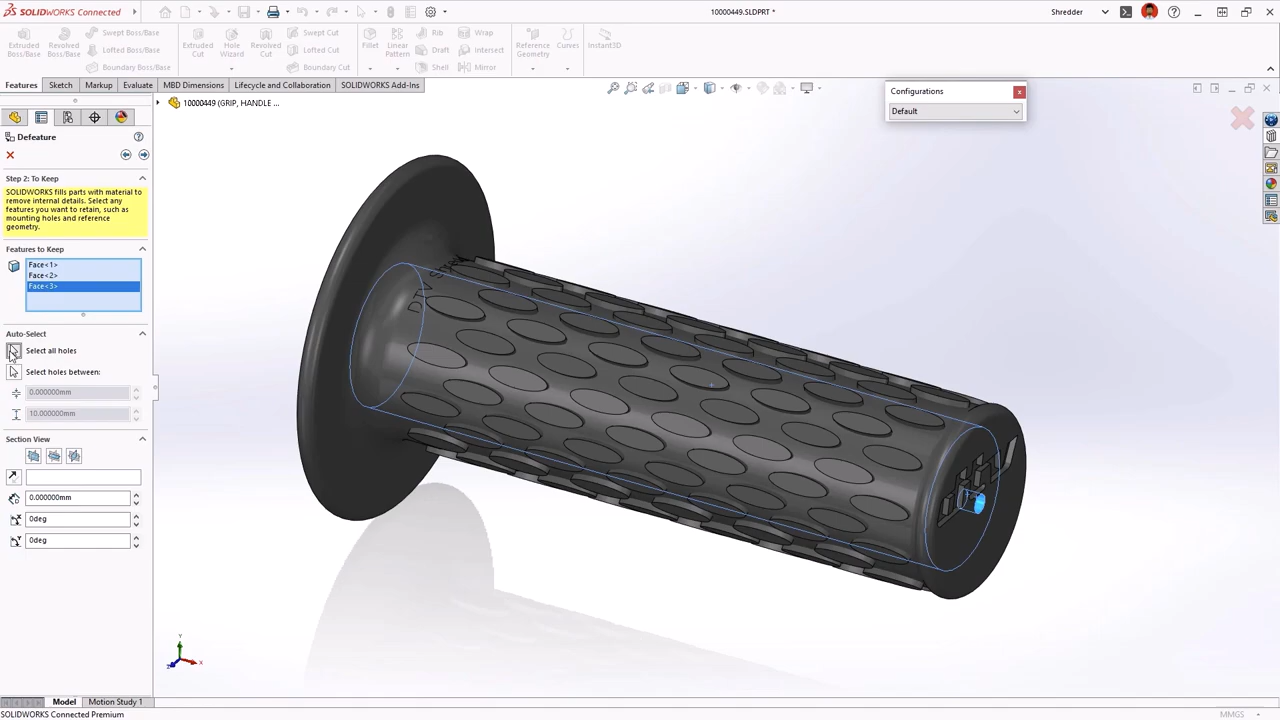 SOLIDWORKS Connected
10000449.SLDPRT *
Shredder
Extruded Boss/Base
Revolved Boss/Base
Swept Boss/Base
Lofted Boss/Base
Boundary Boss/Base
Extruded Cut
Hole Wizard
Revolved Cut
Swept Cut
Lofted Cut
Boundary Cut
Fillet
Linear Pattern
Rib
Draft
Shell
Wrap
Intersect
Mirror
Reference Geometry
Curves
Instant3D
Features
Sketch
Markup
Evaluate
MBD Dimensions
Lifecycle and Collaboration
SOLIDWORKS Add-Ins
10000449 (GRIP, HANDLE ...
Configurations
Default
Defeature
Step 2: To Keep
SOLIDWORKS fills parts with material to
remove internal details. Select any
features you want to retain, such as
mounting holes and reference
geometry.
Features to Keep
Face<1>
Face<2>
Face<3>
Auto-Select
Select all holes
Select holes between:
0.000000mm
10.000000mm
Section View
0.000000mm
0deg
0deg
Y
X
Z
Model
Motion Study 1
SOLIDWORKS Connected Premium
MMGS